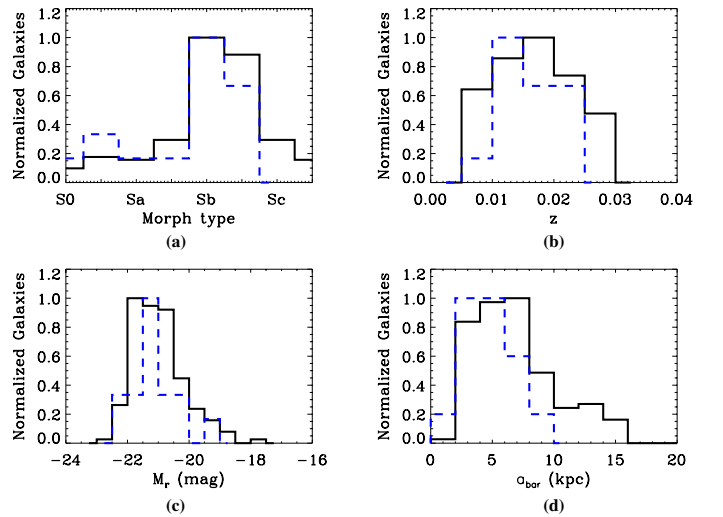 1.2
1.0
0.8
0.6
0.4
0.2
0.0
Normalized Galaxies
S0 Sa Sb Sc
Morph type
(a)
1.2
1.0
0.8
0.6
0.4
0.2
0.0
Normalized Galaxies
0.00 0.01 0.02 0.03 0.04
z
(b)
1.2
1.0
0.8
0.6
0.4
0.2
0.0
Normalized Galaxies
-24 -22 -20 -18 -16
M_r (mag)
(c)
1.2
1.0
0.8
0.6
0.4
0.2
0.0
Normalized Galaxies
0 5 10 15 20
a_bar (kpc)
(d)